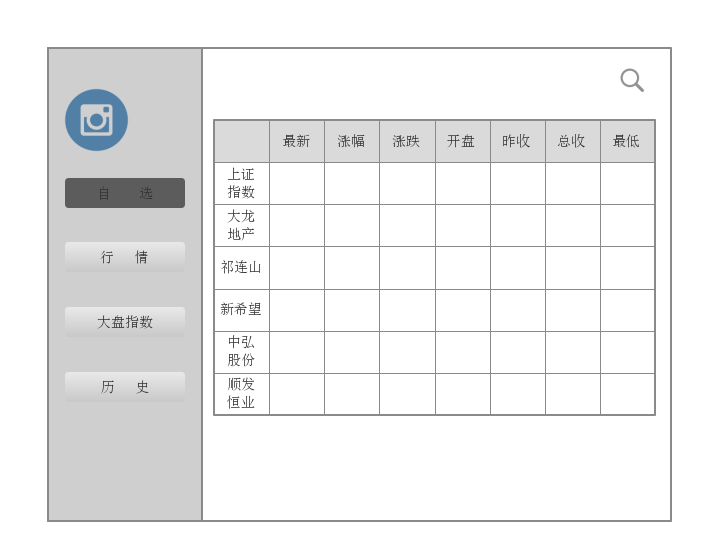 自 选
行 情
大盘指数
历 史
最新 涨幅 涨跌 开盘 昨收 总收 最低
上证
指数
大龙
地产
祁连山
新希望
中弘
股份
顺发
恒业